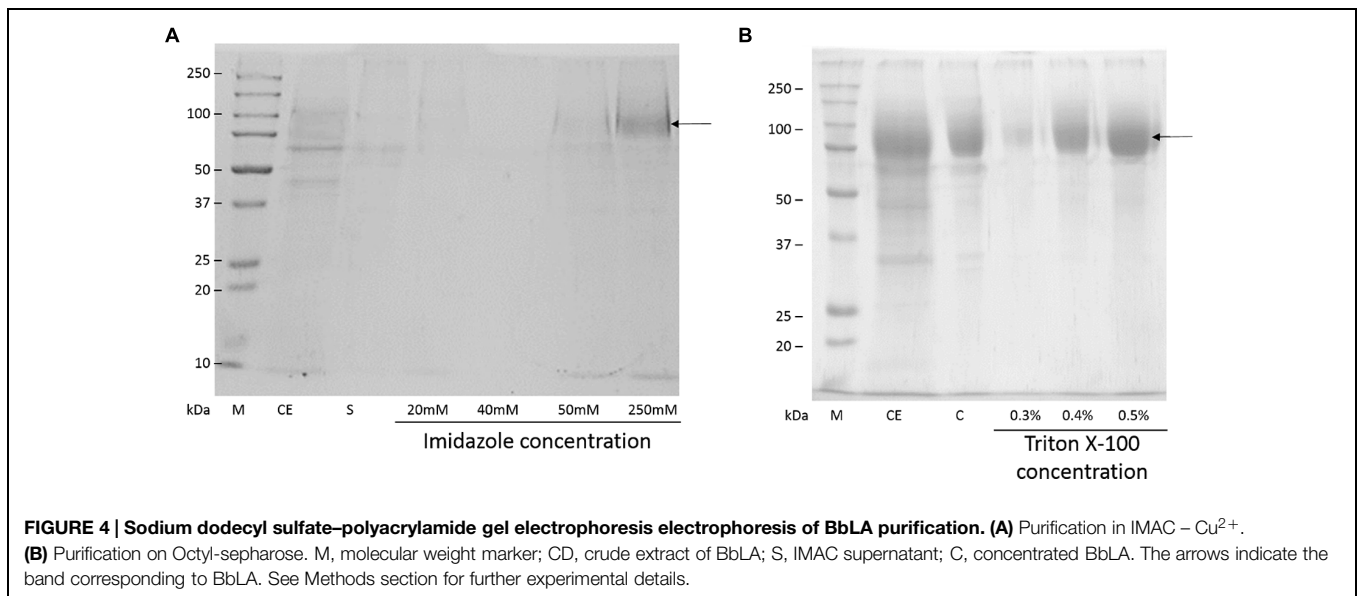 A
250
100
50
37
25
20
10
kDa M CE S 20mM 40mM 50mM 250mM
Imidazole concentration
B
250
100
50
37
25
20
kDa M CE C 0.3% 0.4% 0.5%
Triton X-100
concentration
FIGURE 4 | Sodium dodecyl sulfate–polyacrylamide gel electrophoresis electrophoresis of BbLA purification. (A) Purification in IMAC – Cu²⁺.
(B) Purification on Octyl-sepharose. M, molecular weight marker; CD, crude extract of BbLA; S, IMAC supernatant; C, concentrated BbLA. The arrows indicate the
band corresponding to BbLA. See Methods section for further experimental details.